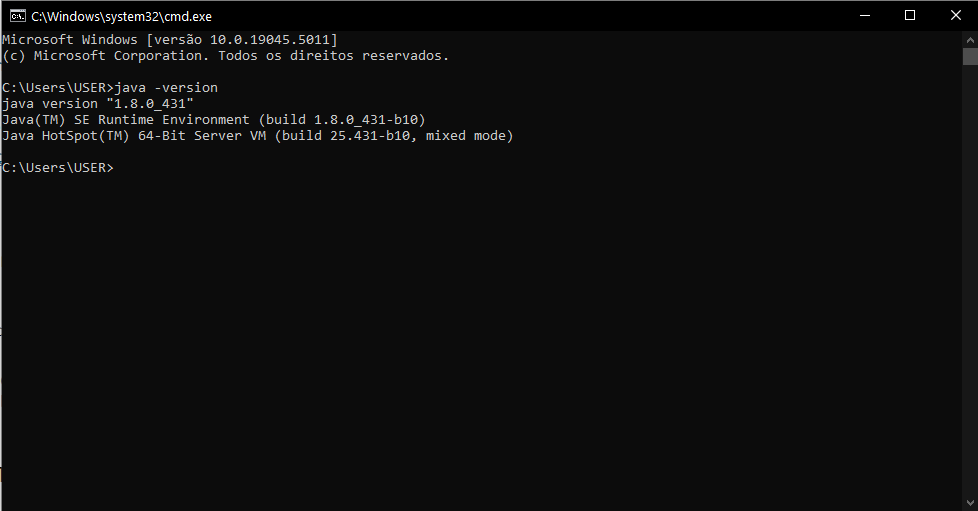 C:\Windows\system32\cmd.exe
Microsoft Windows [versão 10.0.19045.5011]
(c) Microsoft Corporation. Todos os direitos reservados.
C:\Users\USER>java -version
java version "1.8.0_431"
Java(TM) SE Runtime Environment (build 1.8.0_431-b10)
Java HotSpot(TM) 64-Bit Server VM (build 25.431-b10, mixed mode)
C:\Users\USER>